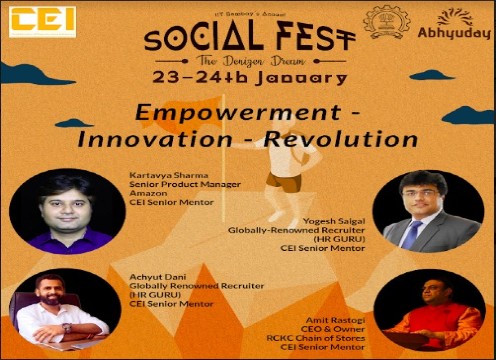 CEI
IIT Bombay's Annual
SOCIAL FEST
The Denizen Dream
23-24th January
Abhyuday
Empowerment -
Innovation - Revolution
Kartavya Sharma
Senior Product Manager
Amazon
CEI Senior Mentor
Yogesh Saigal
Globally-Renowned Recruiter
(HR GURU)
CEI Senior Mentor
Achyut Dani
Globally Renowned Recruiter
(HR GURU)
CEI Senior Mentor
Amit Rastogi
CEO & Owner
RCKC Chain of Stores
CEI Senior Mentor